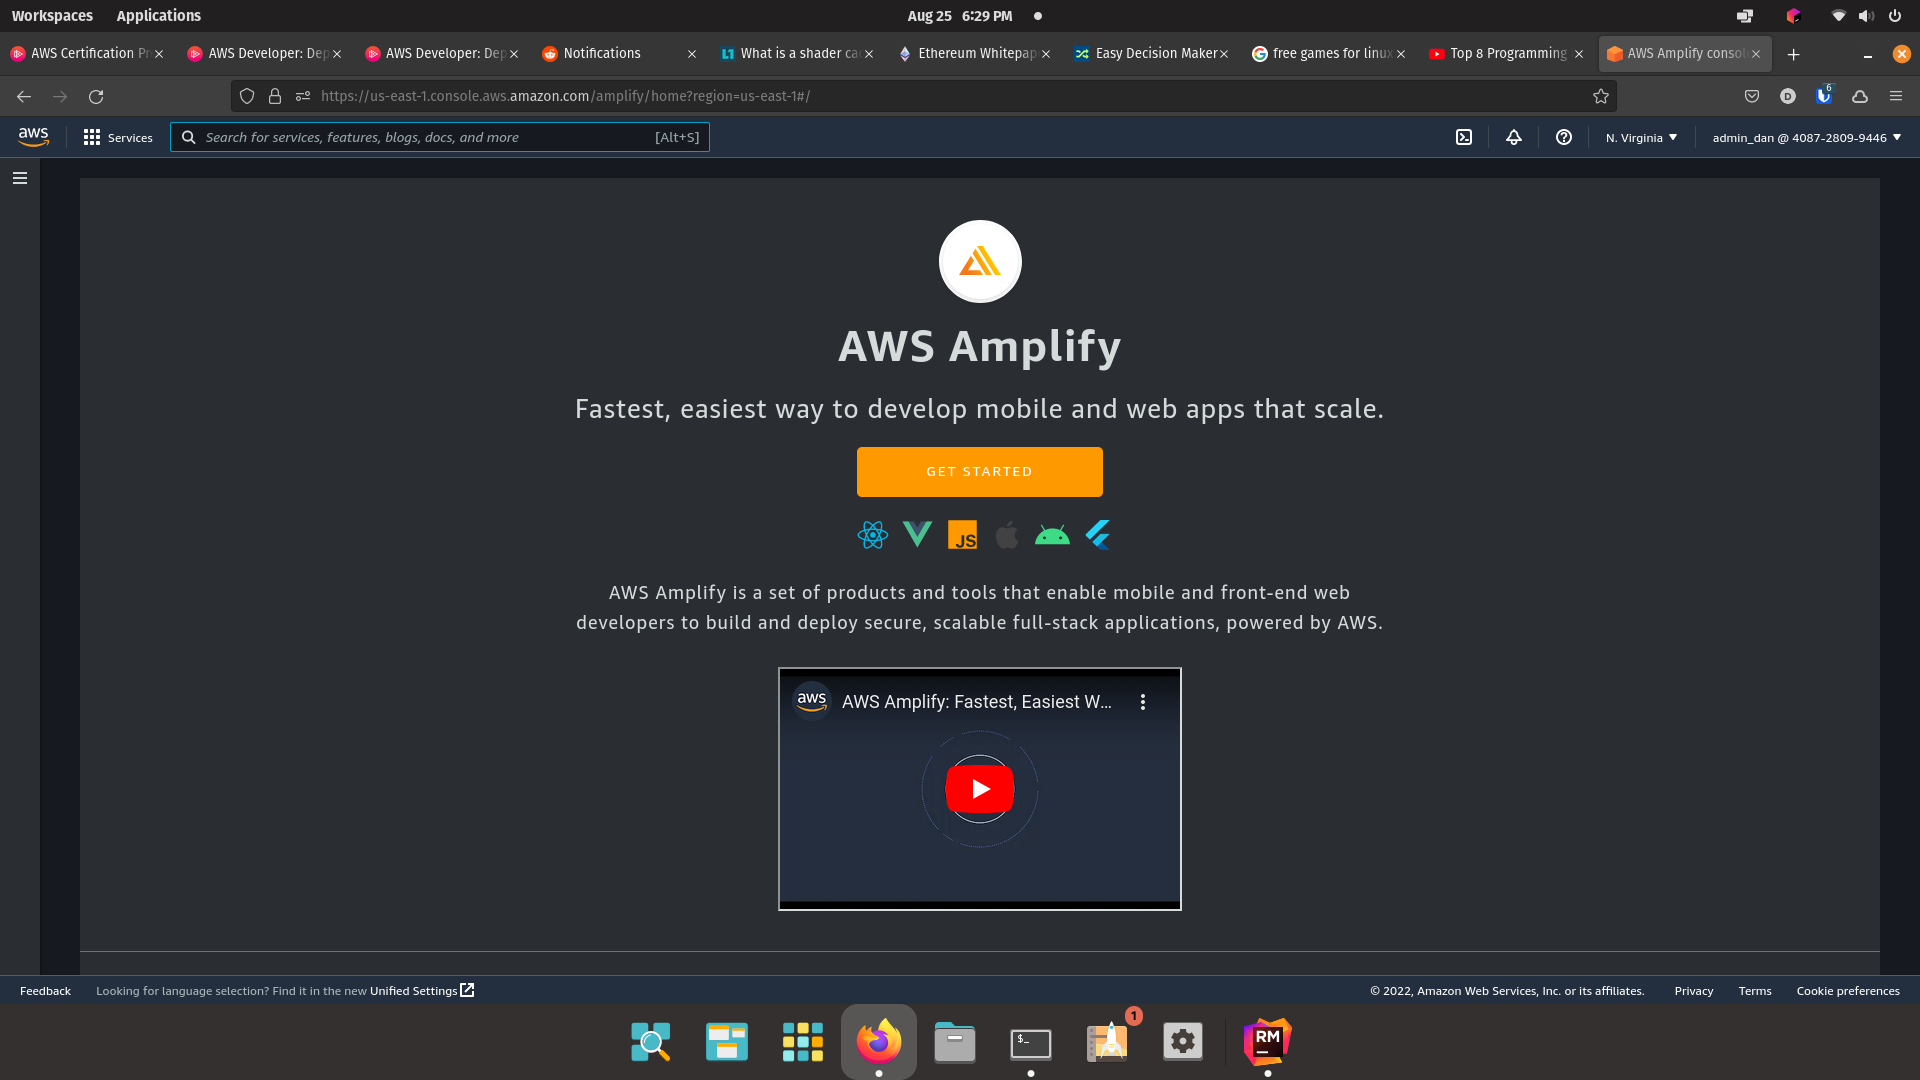 Workspaces Applications Aug 25 6:29 PM
AWS Certification Pr AWS Developer: Dep AWS Developer: Dep Notifications What is a shader ca Ethereum Whitepap Easy Decision Maker free games for linux Top 8 Programming AWS Amplify consol
https://us-east-1.console.aws.amazon.com/amplify/home?region=us-east-1#/ D 6
aws Services Search for services, features, blogs, docs, and more [Alt+S] N. Virginia admin_dan @ 4087-2809-9446
AWS Amplify
Fastest, easiest way to develop mobile and web apps that scale.
GET STARTED
JS
AWS Amplify is a set of products and tools that enable mobile and front-end web
developers to build and deploy secure, scalable full-stack applications, powered by AWS.
aws AWS Amplify: Fastest, Easiest W...
Feedback Looking for language selection? Find it in the new Unified Settings © 2022, Amazon Web Services, Inc. or its affiliates. Privacy Terms Cookie preferences
$_ 1 RM